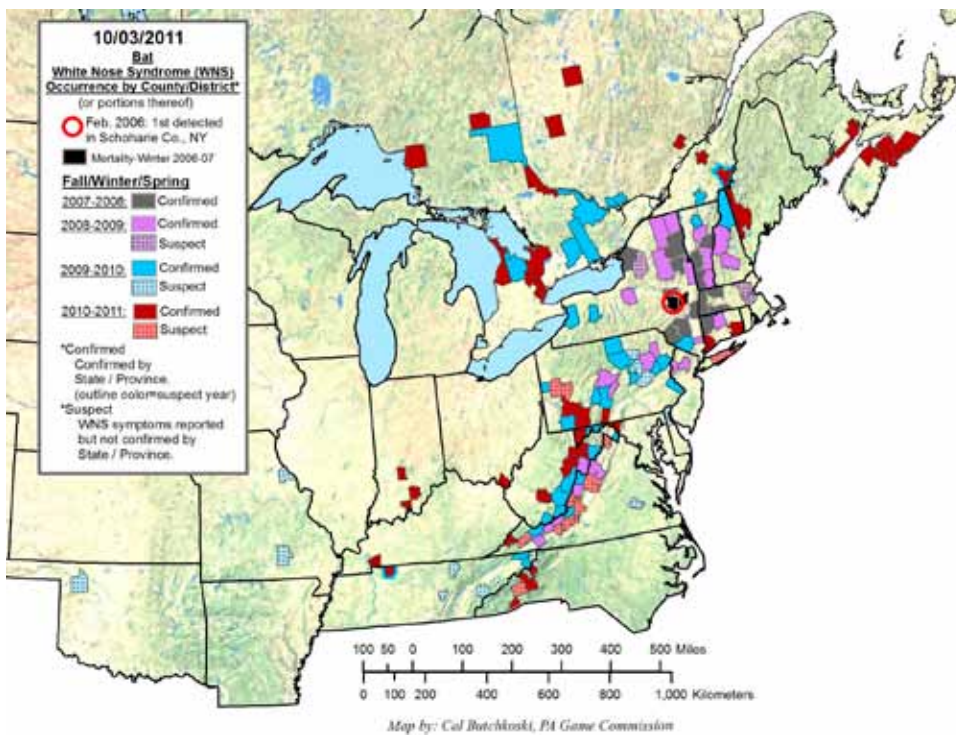 10/03/2011
Bat
White Nose Syndrome (WNS)
Occurrence by County/District*
(or portions thereof)
Feb. 2006: 1st detected
in Schoharie Co., NY
Mortality-Winter 2006-07
Fall/Winter/Spring
2007-2008: Confirmed
2008-2009: Confirmed
Suspect
2009-2010: Confirmed
Suspect
2010-2011: Confirmed
Suspect
*Confirmed
Confirmed by
State / Province.
(outline color=suspect year)
*Suspect
WNS symptoms reported
but not confirmed by
State / Province.
100 50 0 100 200 300 400 500 Miles
0 100 200 400 600 800 1,000 Kilometers
Map by: Cal Butchkoski, PA Game Commission